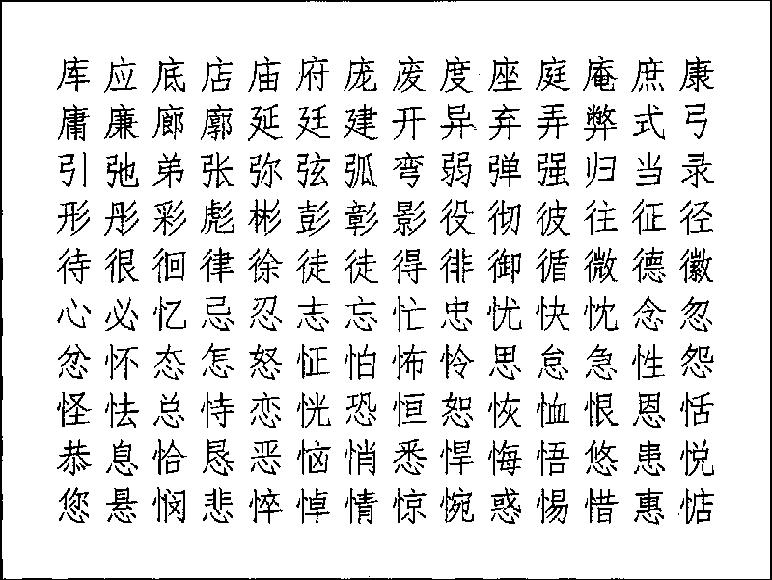 库应底店庙府庞废度座庭庵庶康
庸廉廊廓延廷建开异弃弄弊式弓
引弛弟张弥弦弧弯弱弹强归当录
形彤彩彪彬彭彰影役彻彼往征径
待很徊律徐徒徒得徘御循微德徽
心必忆忌忍志忘忙忠忧快忱念忽
忿怀态怎怒怔怕怖怜思怠急性怨
怪怯总恃恋恍恐恒恕恢恤恨恩恬
恭息恰恳恶恼悄悉悍悔悟悠患悦
您悬悯悲悴悼情惊惋惑惕惜惠惦